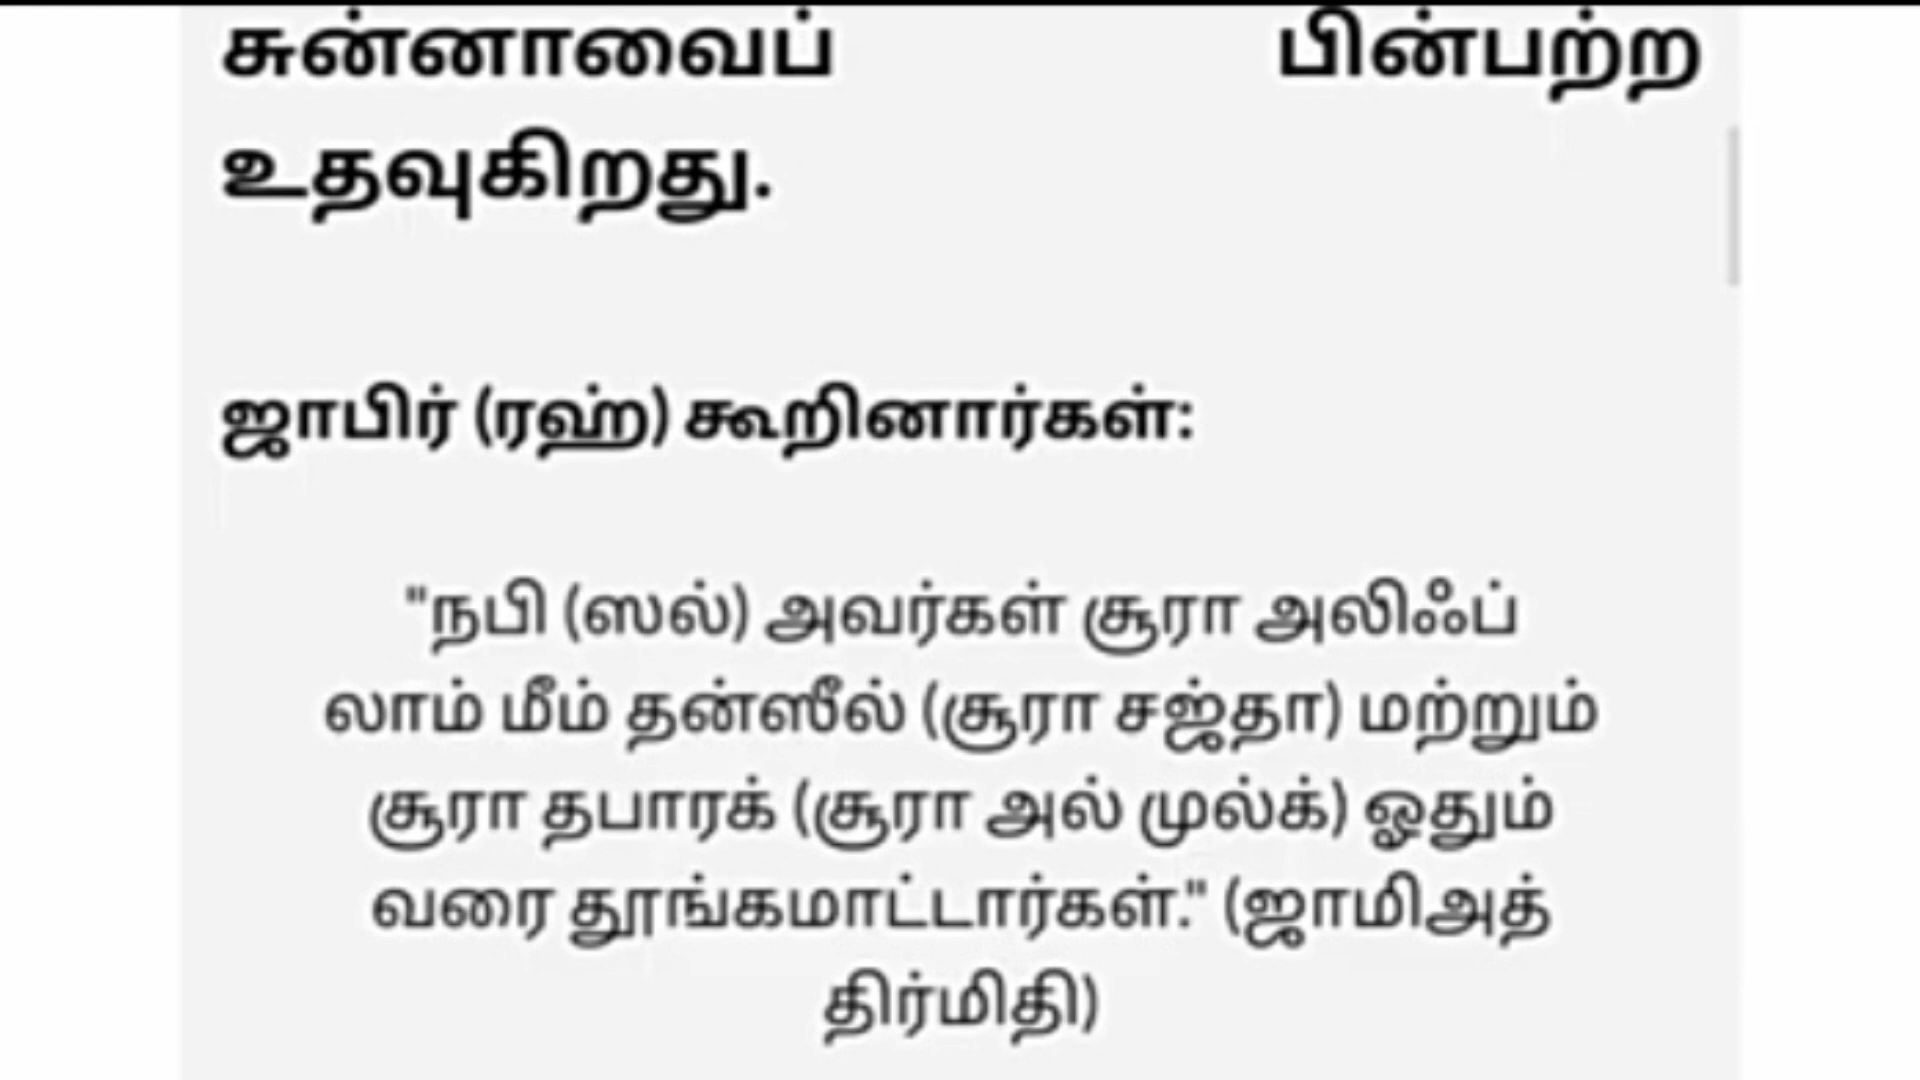 சுன்னாவைப் பின்பற்ற
உதவுகிறது.
ஜாபிர் (ரஹ்) கூறினார்கள்:
"நபி (ஸல்) அவர்கள் சூரா அலிஃப்
லாம் மீம் தன்ஸீல் (சூரா சஜ்தா) மற்றும்
சூரா தபாரக் (சூரா அல் முல்க்) ஓதும்
வரை தூங்கமாட்டார்கள்." (ஜாமிஅத்
திர்மிதி)